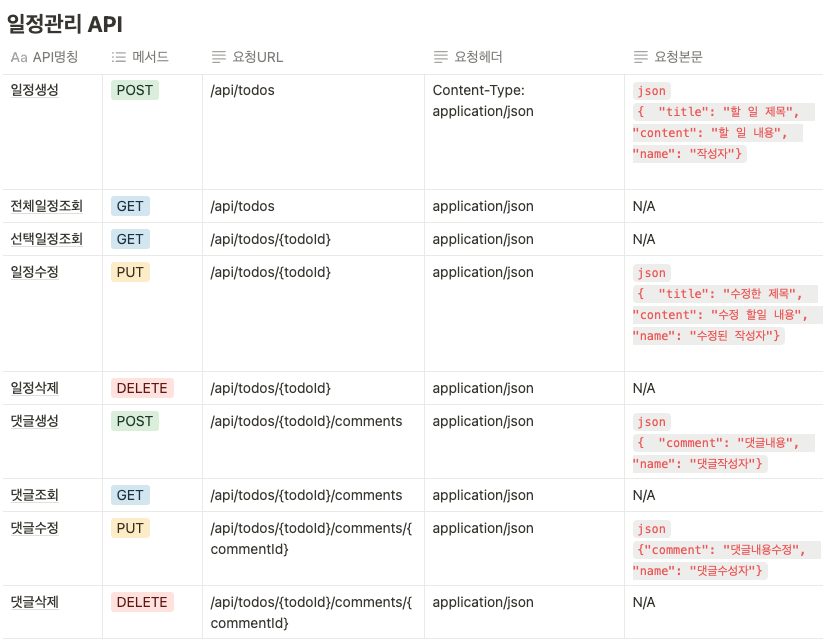 일정관리 API
Aa API명칭 메서드 요청URL 요청헤더 요청본문
일정생성 POST /api/todos Content-Type: json
application/json { "title": "할 일 제목",
"content": "할 일 내용",
"name": "작성자"}
전체일정조회 GET /api/todos application/json N/A
선택일정조회 GET /api/todos/{todoId} application/json N/A
일정수정 PUT /api/todos/{todoId} application/json json
{ "title": "수정한 제목",
"content": "수정 할일 내용",
"name": "수정된 작성자"}
일정삭제 DELETE /api/todos/{todoId} application/json N/A
댓글생성 POST /api/todos/{todoId}/comments application/json json
{ "comment": "댓글내용",
"name": "댓글작성자"}
댓글조회 GET /api/todos/{todoId}/comments application/json N/A
댓글수정 PUT /api/todos/{todoId}/comments/{ application/json json
commentId} {"comment": "댓글내용수정",
"name": "댓글수성자"}
댓글삭제 DELETE /api/todos/{todoId}/comments/{ application/json N/A
commentId}